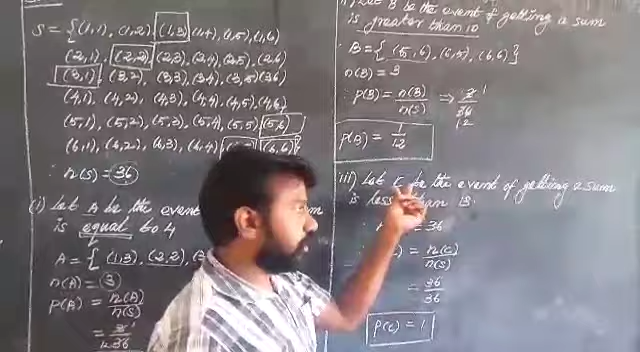 S = {(1,1), (1,2), (1,3), (1,4), (1,5), (1,6)
(2,1), (2,2), (2,3), (2,4), (2,5), (2,6)
(3,1), (3,2), (3,3) (3,4), (3,5) (3,6)
(4,1), (4,2), (4,3), (4,4), (4,5), (4,6)
(5,1), (5,2), (5,3), (5,4), (5,5), (5,6)
(6,1), (6,2), (6,3), (6,4) (6,6)
∴ n(S) = 36
(i) Let A be the event
is equal to 4
A = { (1,3), (2,2),
n(A) = 3
P(A) = n(A)/n(S)
= 3 1
36
Let B be the event of getting a sum
is greater than 10
B = { (5,6), (6,5), (6,6) }
n(B) = 3
∴ P(B) = n(B)/n(S) ⇒ 3 1
36
12
P(B) = 1/12
iii) Let C be the event of getting a sum
is less than 13.
= 36
= n(C)/n(S)
= 36/36
P(C) = 1